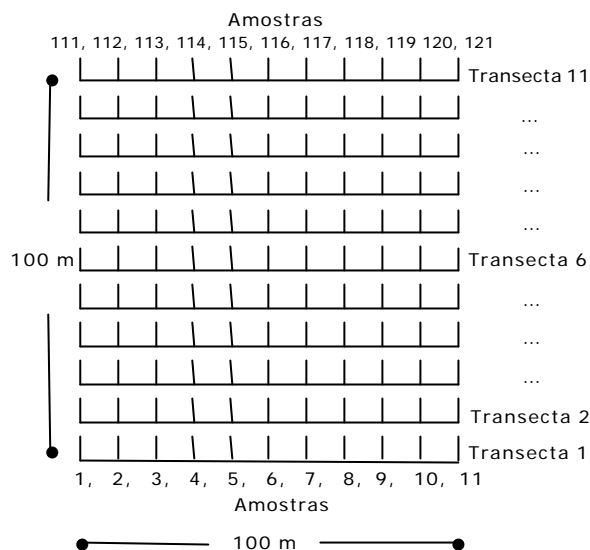 Amostras
111, 112, 113, 114, 115, 116, 117, 118, 119 120, 121
Transecta 11
...
...
...
...
100 m
Transecta 6
...
...
...
Transecta 2
Transecta 1
1, 2, 3, 4, 5, 6, 7, 8, 9, 10, 11
Amostras
100 m